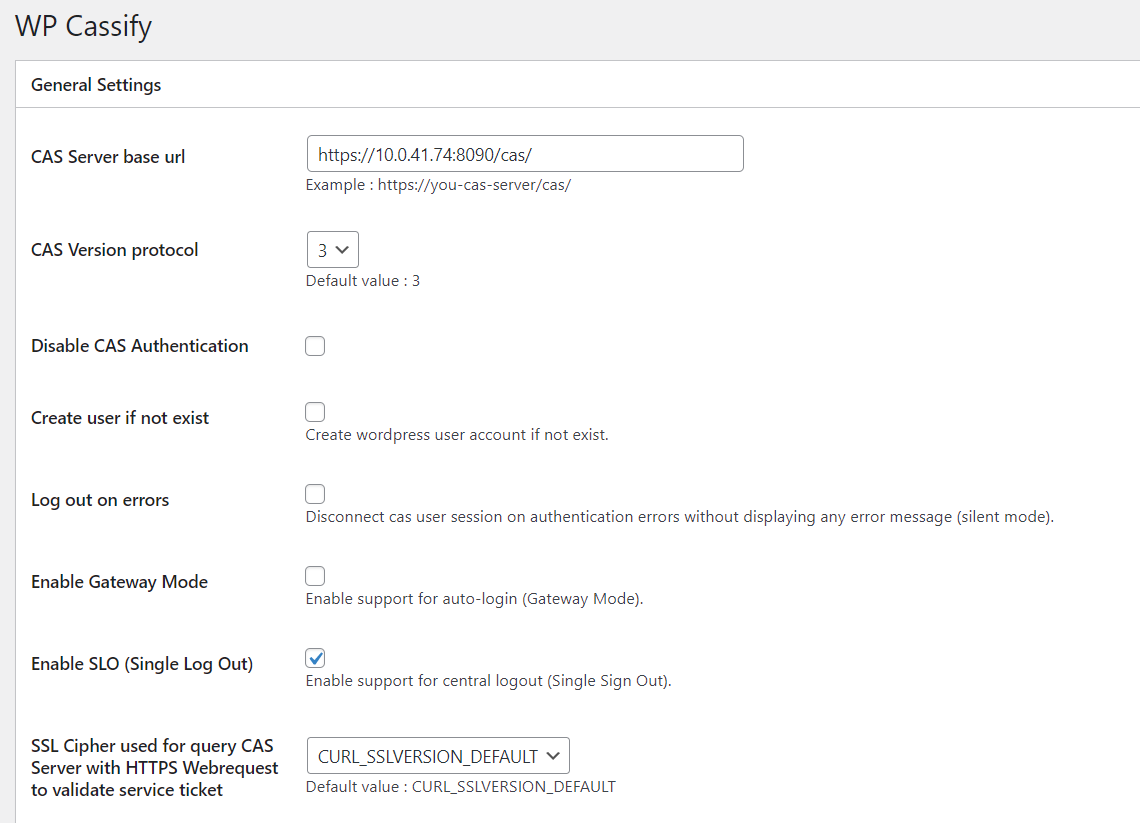 WP Cassify
General Settings
CAS Server base url
https://10.0.41.74:8090/cas/
Example : https://you-cas-server/cas/
CAS Version protocol
3
Default value : 3
Disable CAS Authentication
Create user if not exist
Create wordpress user account if not exist.
Log out on errors
Disconnect cas user session on authentication errors without displaying any error message (silent mode).
Enable Gateway Mode
Enable support for auto-login (Gateway Mode).
Enable SLO (Single Log Out)
Enable support for central logout (Single Sign Out).
SSL Cipher used for query CAS
Server with HTTPS Webrequest
to validate service ticket
CURL_SSLVERSION_DEFAULT
Default value : CURL_SSLVERSION_DEFAULT